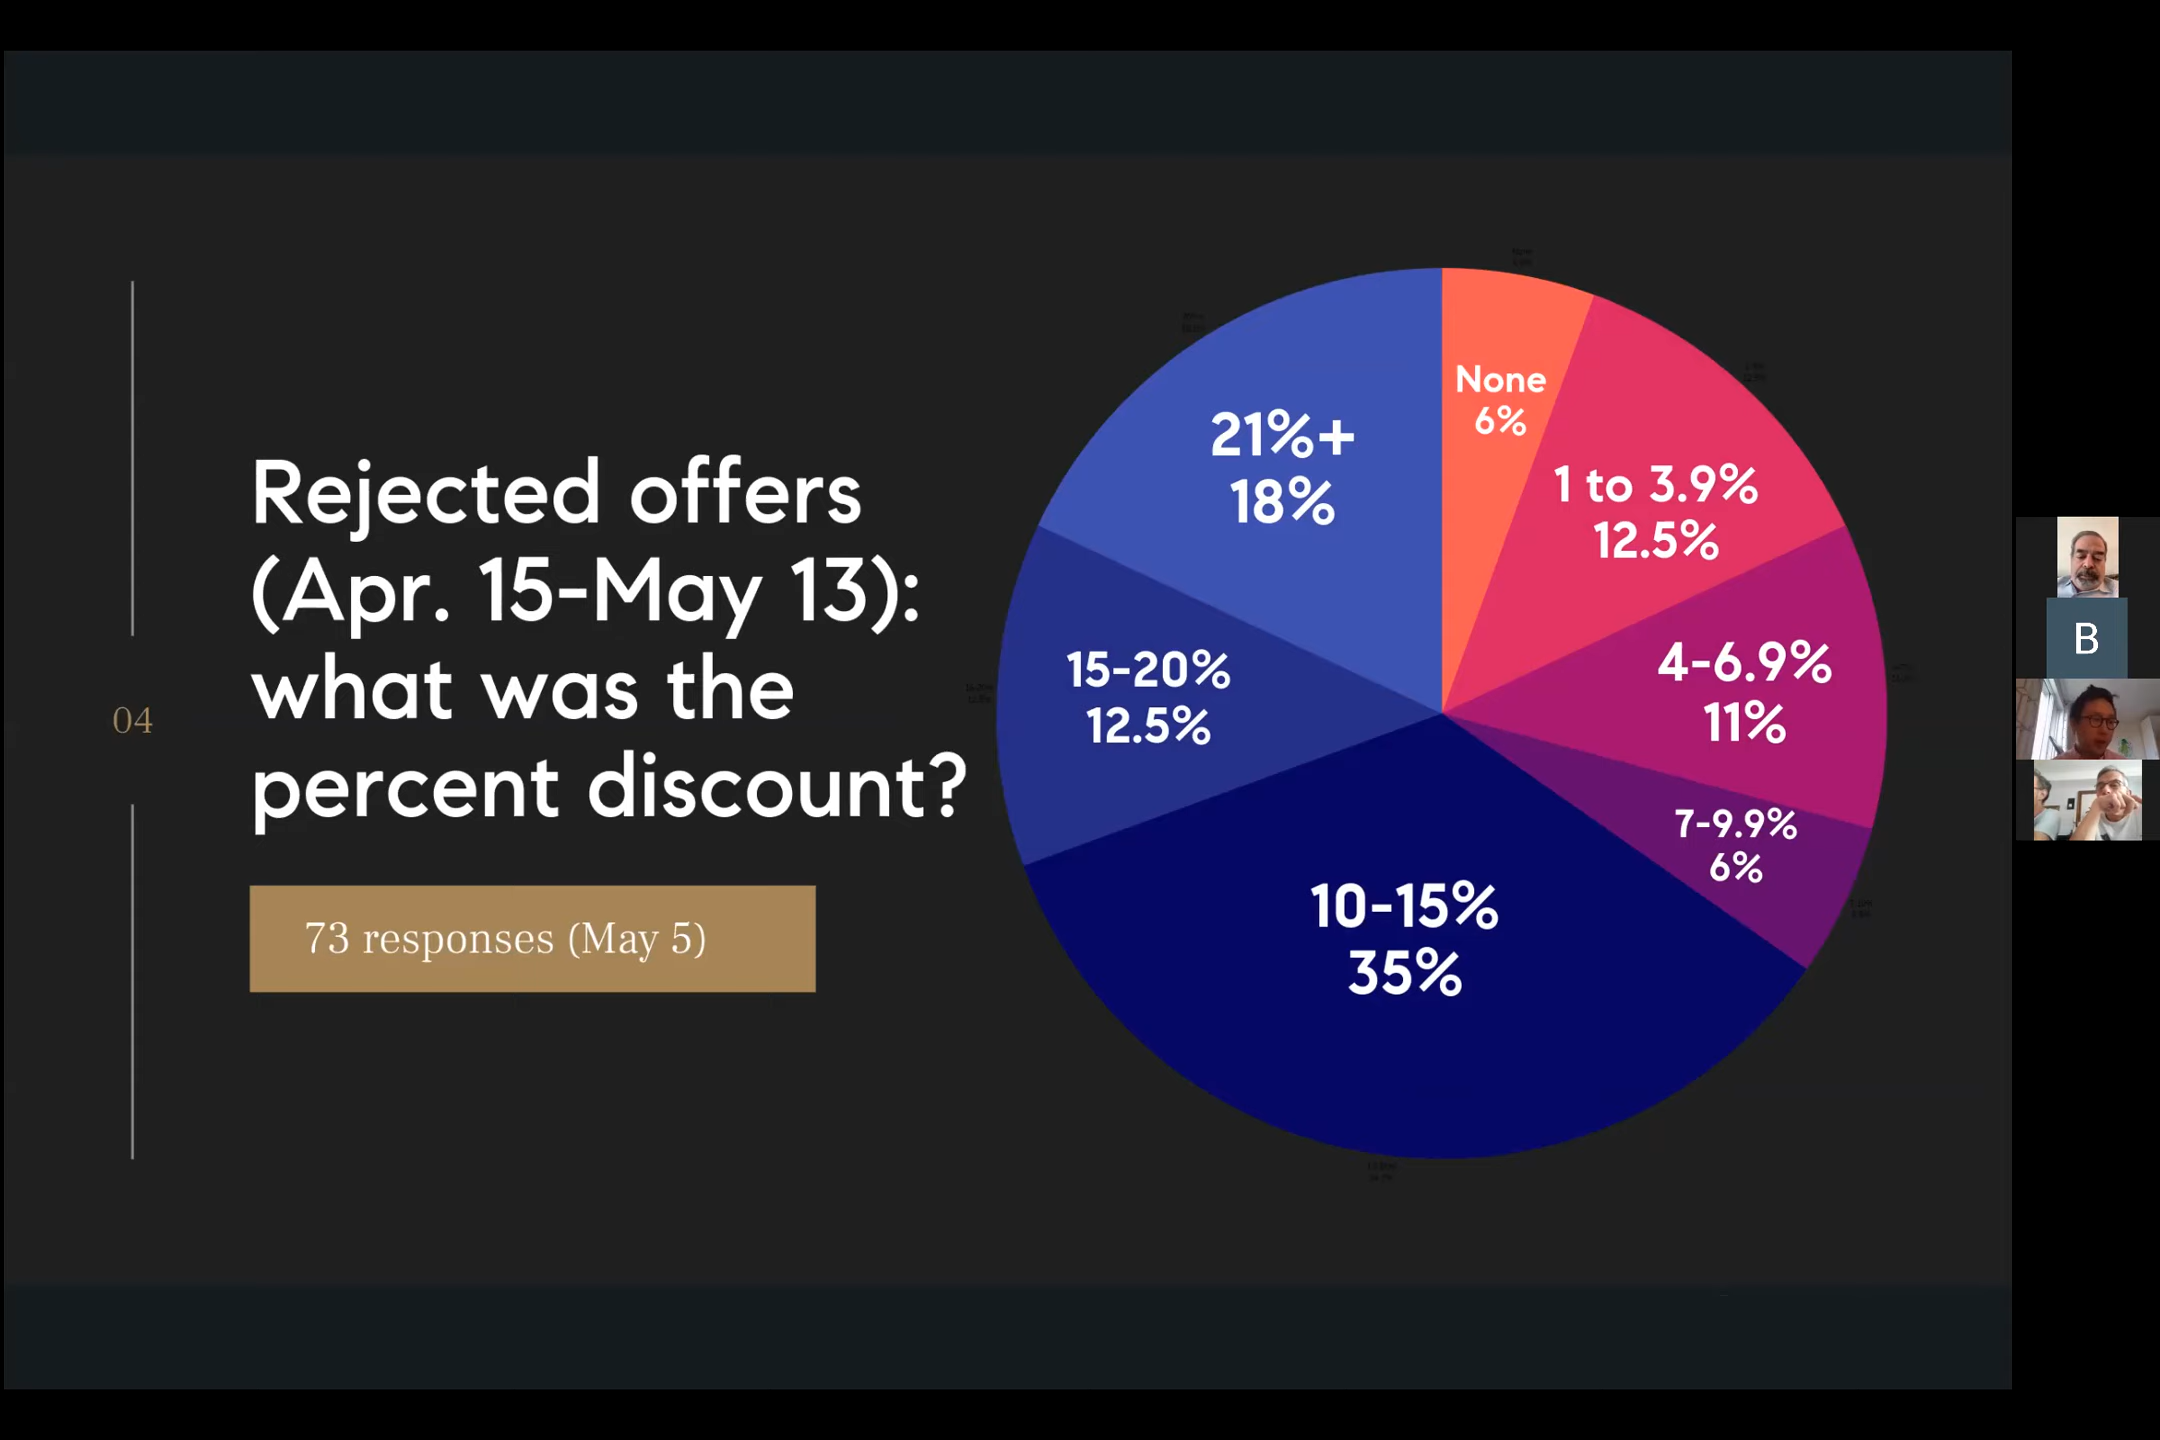 04
Rejected offers
(Apr. 15-May 13):
what was the
percent discount?
73 responses (May 5)
None
6%
1 to 3.9%
12.5%
4-6.9%
11%
7-9.9%
6%
10-15%
35%
15-20%
12.5%
21%+
18%
B